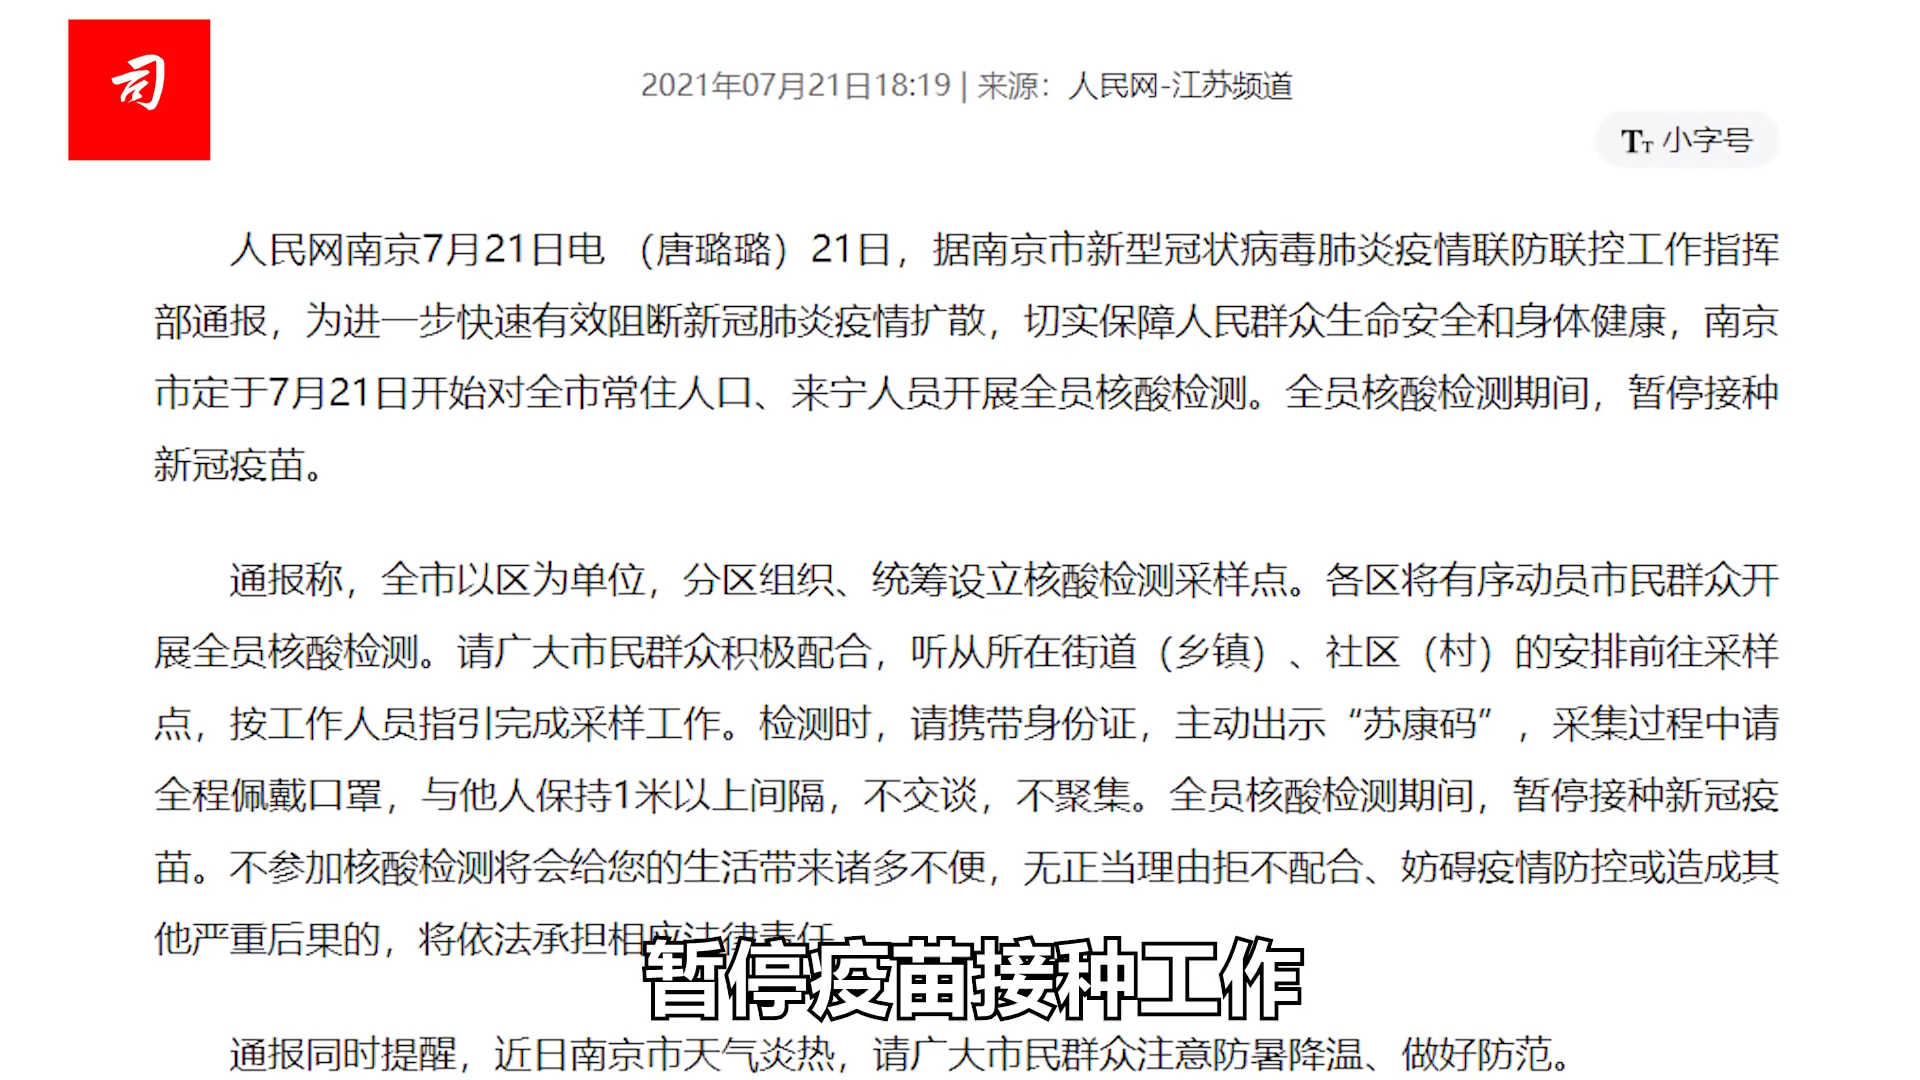 司
2021年07月21日18:19 | 来源：人民网-江苏频道
TT 小字号
人民网南京7月21日电 （唐璐璐）21日，据南京市新型冠状病毒肺炎疫情联防联控工作指挥
部通报，为进一步快速有效阻断新冠肺炎疫情扩散，切实保障人民群众生命安全和身体健康，南京
市定于7月21日开始对全市常住人口、来宁人员开展全员核酸检测。全员核酸检测期间，暂停接种
新冠疫苗。
通报称，全市以区为单位，分区组织、统筹设立核酸检测采样点。各区将有序动员市民群众开
展全员核酸检测。请广大市民群众积极配合，听从所在街道（乡镇）、社区（村）的安排前往采样
点，按工作人员指引完成采样工作。检测时，请携带身份证，主动出示“苏康码”，采集过程中请
全程佩戴口罩，与他人保持1米以上间隔，不交谈，不聚集。全员核酸检测期间，暂停接种新冠疫
苗。不参加核酸检测将会给您的生活带来诸多不便，无正当理由拒不配合、妨碍疫情防控或造成其
他严重后果的，将依法承担相应法律责任
暂停疫苗接种工作
通报同时提醒，近日南京市天气炎热，请广大市民群众注意防暑降温、做好防范。